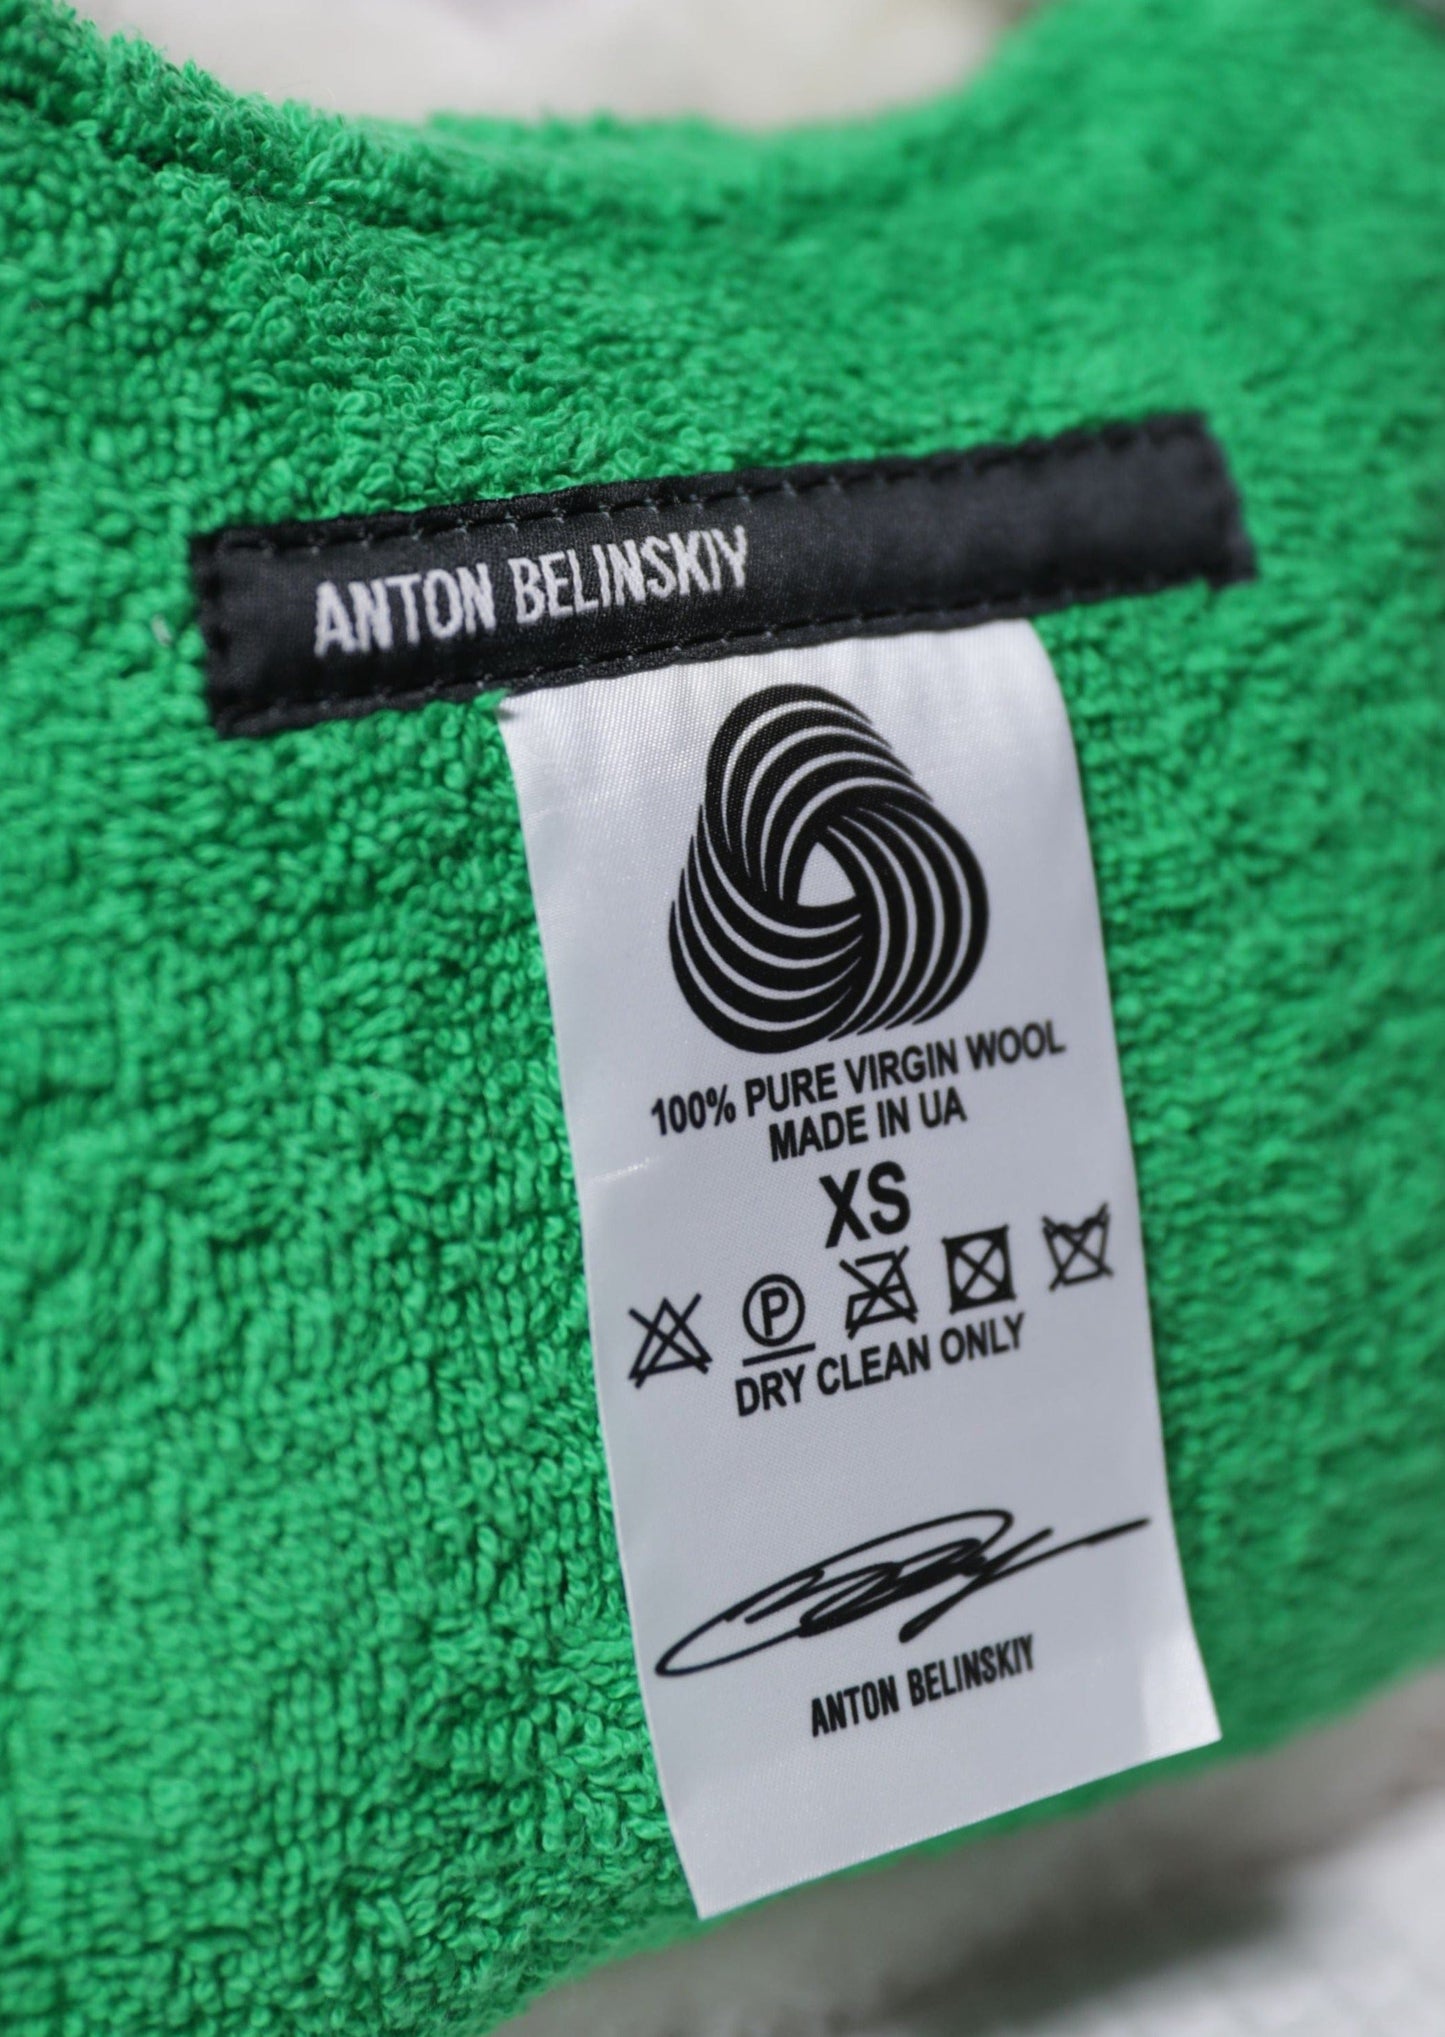 ANTON BELINSKIY
100% PURE VIRGIN WOOL
MADE IN UA
XS
P
DRY CLEAN ONLY
ANTON BELINSKIY